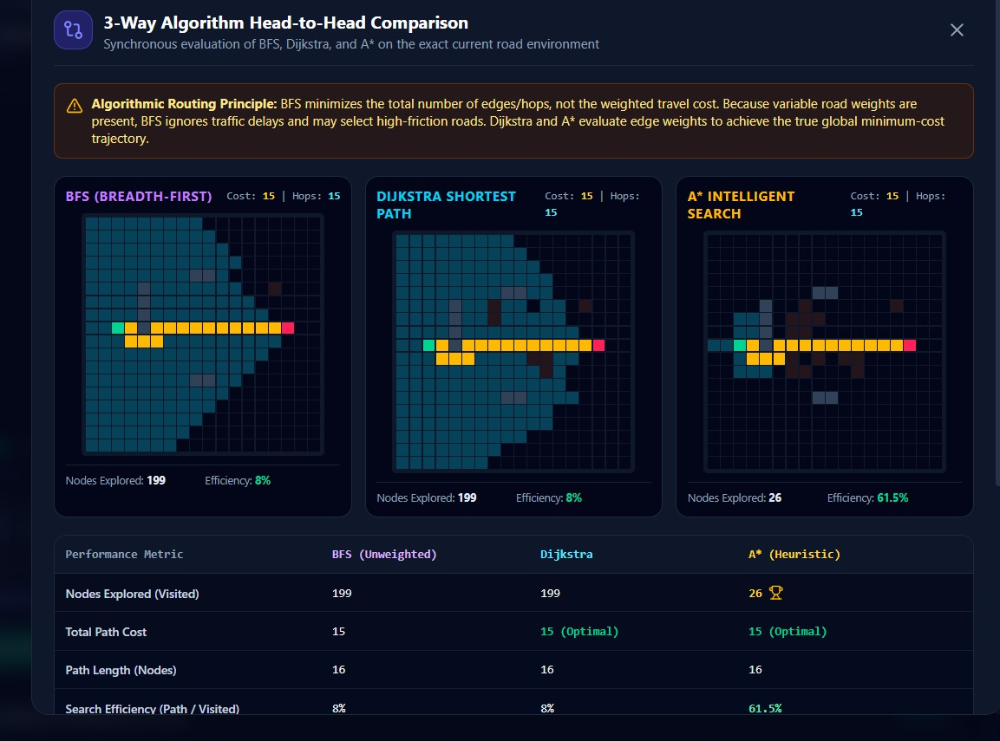 3-Way Algorithm Head-to-Head Comparison
Synchronous evaluation of BFS, Dijkstra, and A* on the exact current road environment
Algorithmic Routing Principle: BFS minimizes the total number of edges/hops, not the weighted travel cost. Because variable road weights are
present, BFS ignores traffic delays and may select high-friction roads. Dijkstra and A* evaluate edge weights to achieve the true global minimum-cost
trajectory.
BFS (BREADTH-FIRST) Cost: 15 | Hops: 15
Nodes Explored: 199 Efficiency: 8%
DIJKSTRA SHORTEST
PATH
Cost: 15 | Hops:
15
Nodes Explored: 199 Efficiency: 8%
A* INTELLIGENT
SEARCH
Cost: 15 | Hops:
15
Nodes Explored: 26 Efficiency: 61.5%
Performance Metric BFS (Unweighted) Dijkstra A* (Heuristic)
Nodes Explored (Visited) 199 199 26
Total Path Cost 15 15 (Optimal) 15 (Optimal)
Path Length (Nodes) 16 16 16
Search Efficiency (Path / Visited) 8% 8% 61.5%